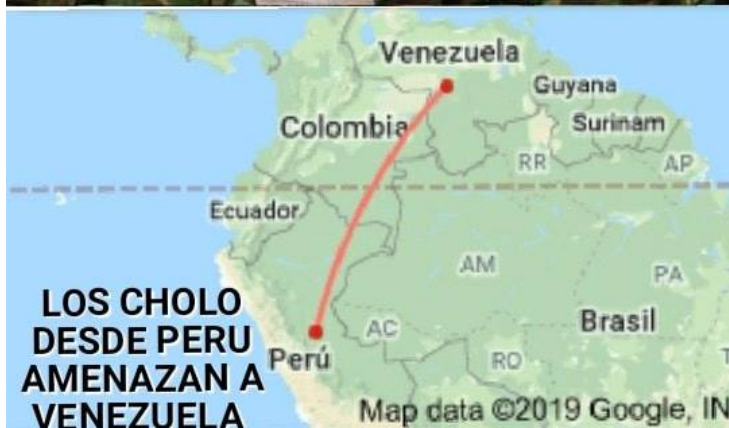 Venezuela
Guyana
Colombia
Surinam
RR
AP
Ecuador
AM
PA
LOS CHOLO
DESDE PERU
AMENAZAN A
VENEZUELA
Brasil
AC
Perú
RO
T
Map data ©2019 Google, IN